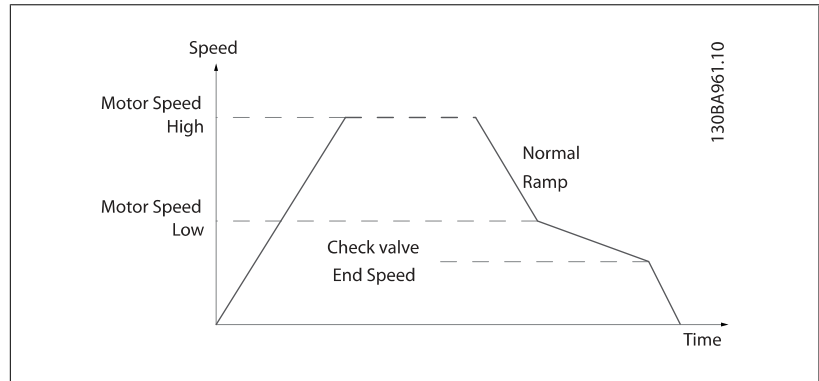 Speed
130BA961.10
Motor Speed
High
Normal
Ramp
Motor Speed
Low
Check valve
End Speed
Time